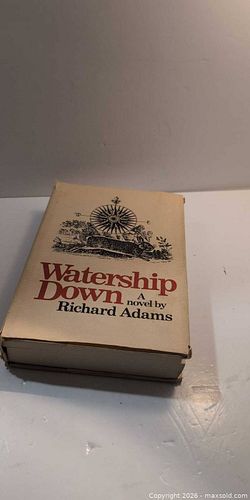 Watership
Down A
novel by
Richard Adams
Copyright 2026 - maxsold.com